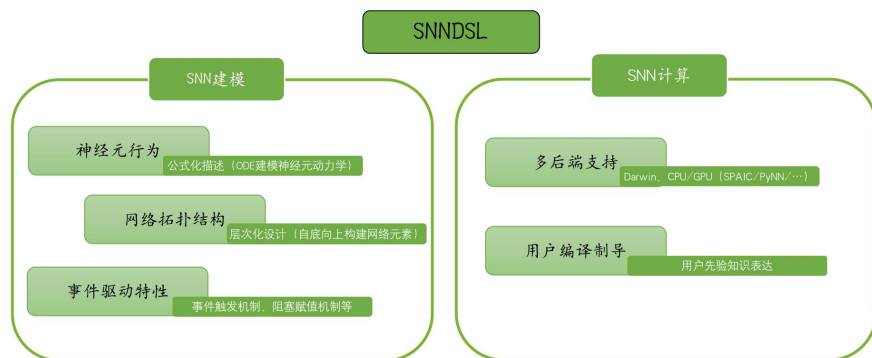 SNNDSL
SNN建模
神经元行为
公式化描述（ODE建模神经元动力学）
网络拓扑结构
层次化设计（自底向上构建网络元素）
事件驱动特性
事件触发机制、阻塞赋值机制等
SNN计算
多后端支持
Darwin、CPU/GPU（SPAIC/PyNN/…）
用户编译制导
用户先验知识表达